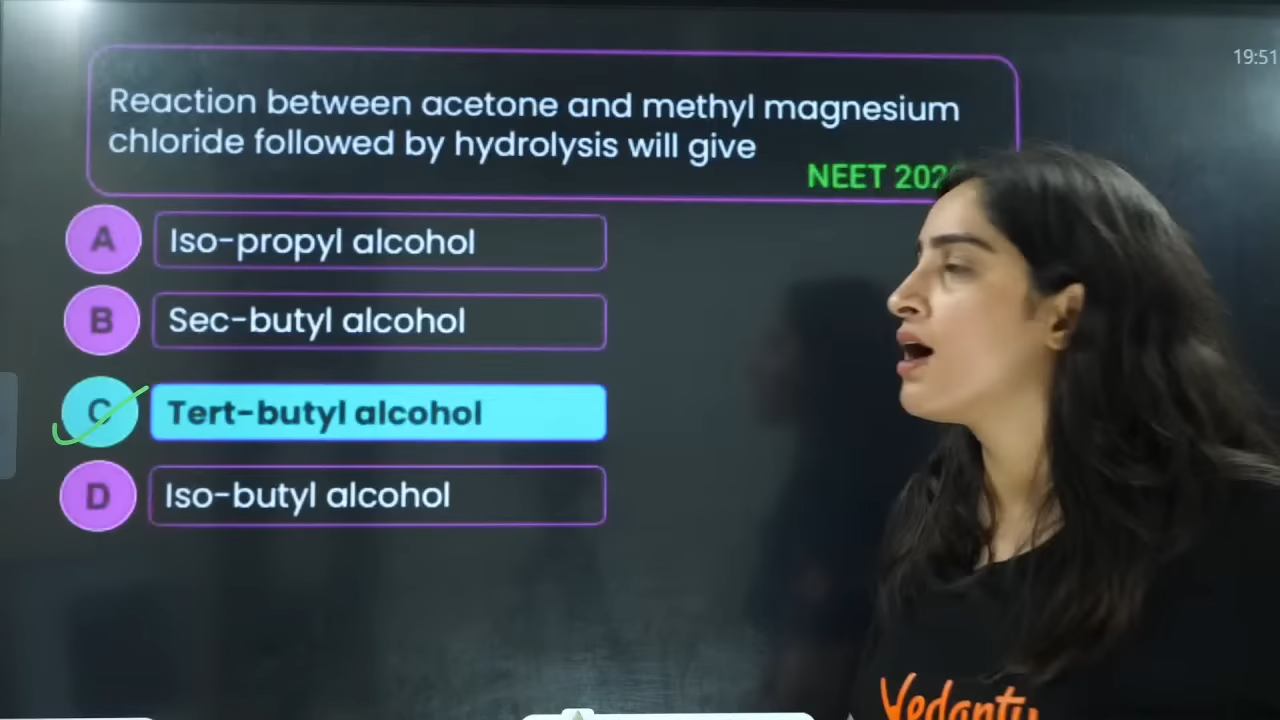 19:51
Reaction between acetone and methyl magnesium
chloride followed by hydrolysis will give
NEET
A Iso-propyl alcohol
B Sec-butyl alcohol
C Tert-butyl alcohol
D Iso-butyl alcohol
Vedantu